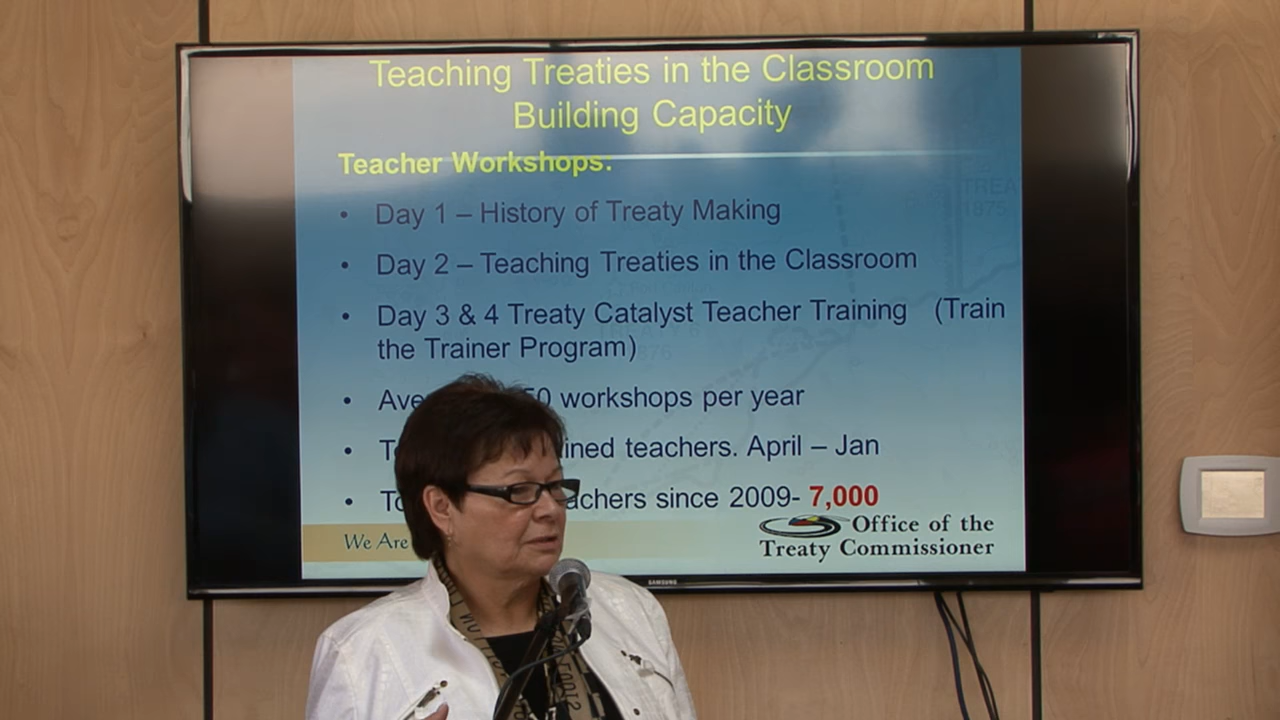 Teaching Treaties in the Classroom
Building Capacity
Teacher Workshops:
• Day 1 – History of Treaty Making
• Day 2 – Teaching Treaties in the Classroom
• Day 3 & 4 Treaty Catalyst Teacher Training (Train
the Trainer Program)
• workshops per year
• teachers. April – Jan
• since 2009- 7,000
We Are
Office of the
Treaty Commissioner
SAMSUNG